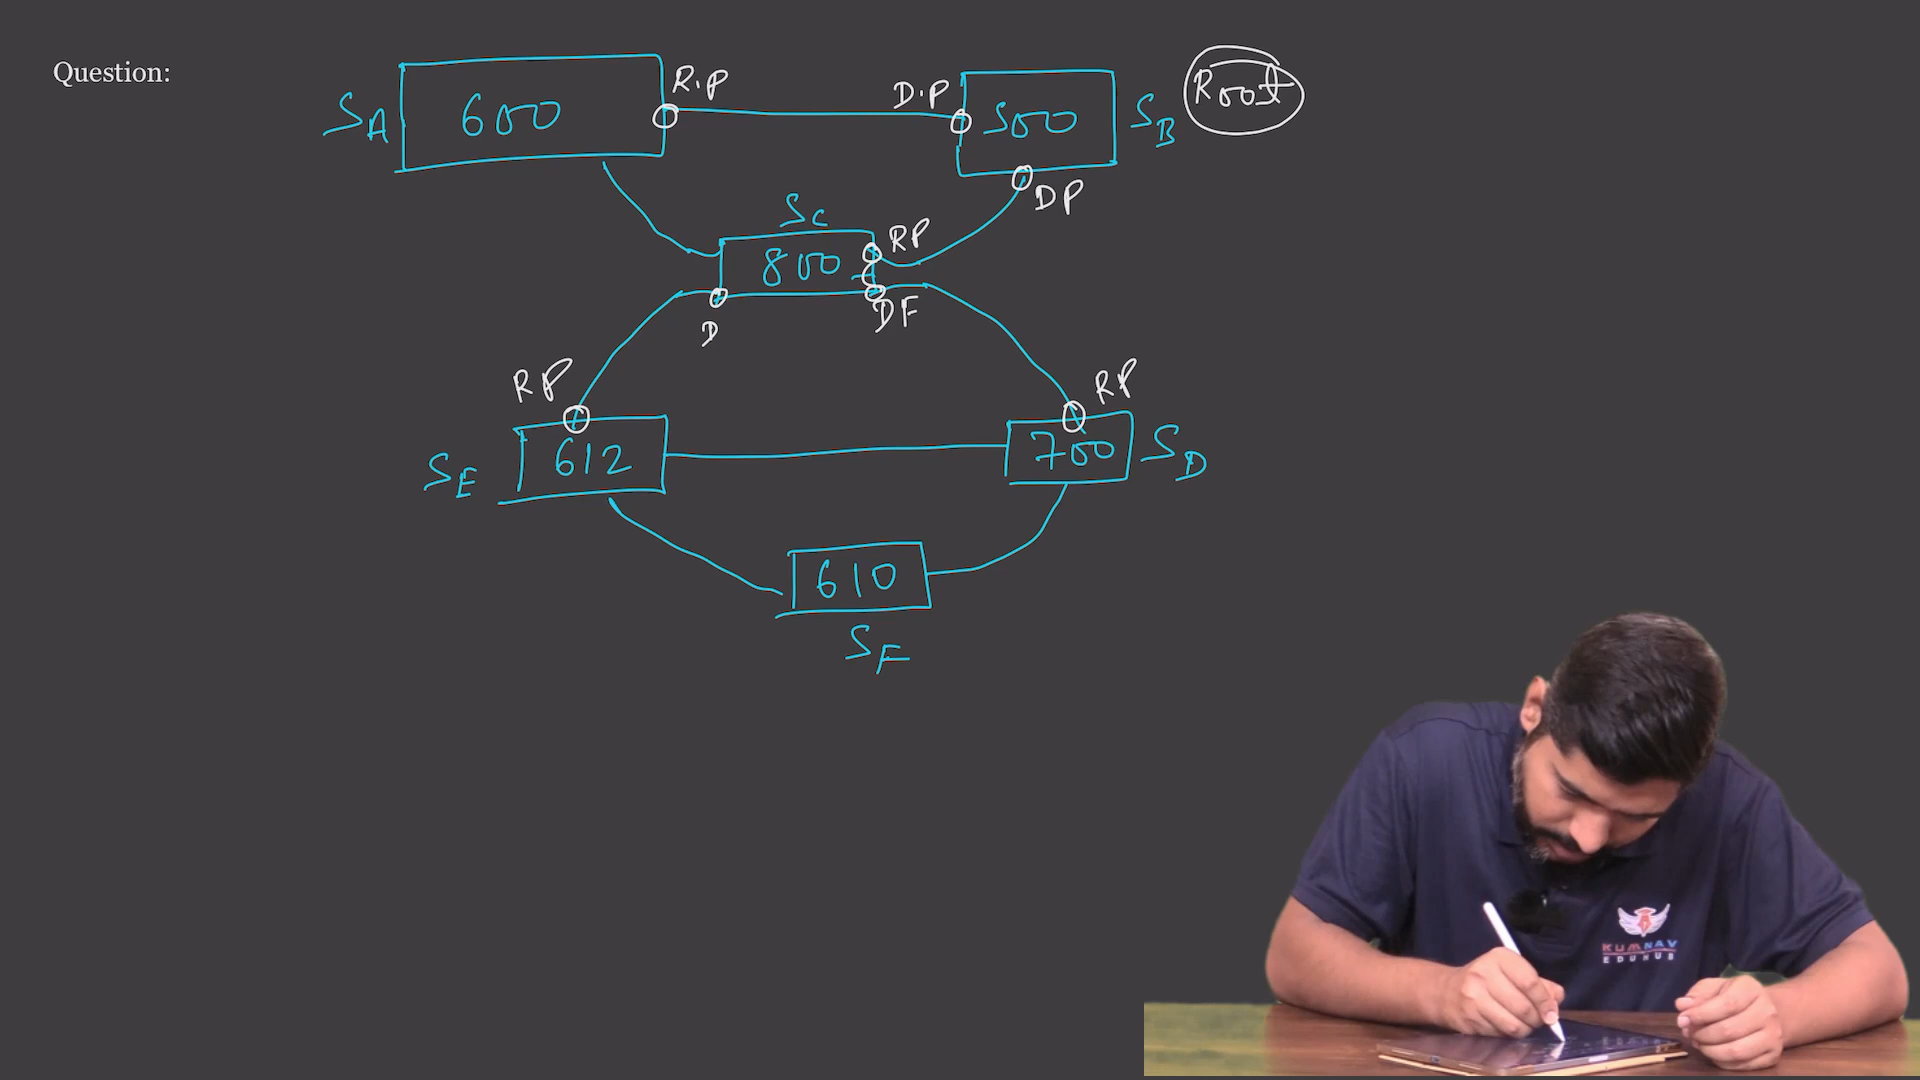 Question:
S_A
600
R.P
D.P
500
S_B
Root
DP
S_C
800
RP
D
DF
RP
RP
S_E
612
700
S_D
610
S_F
KUMNAV
EDUHUB